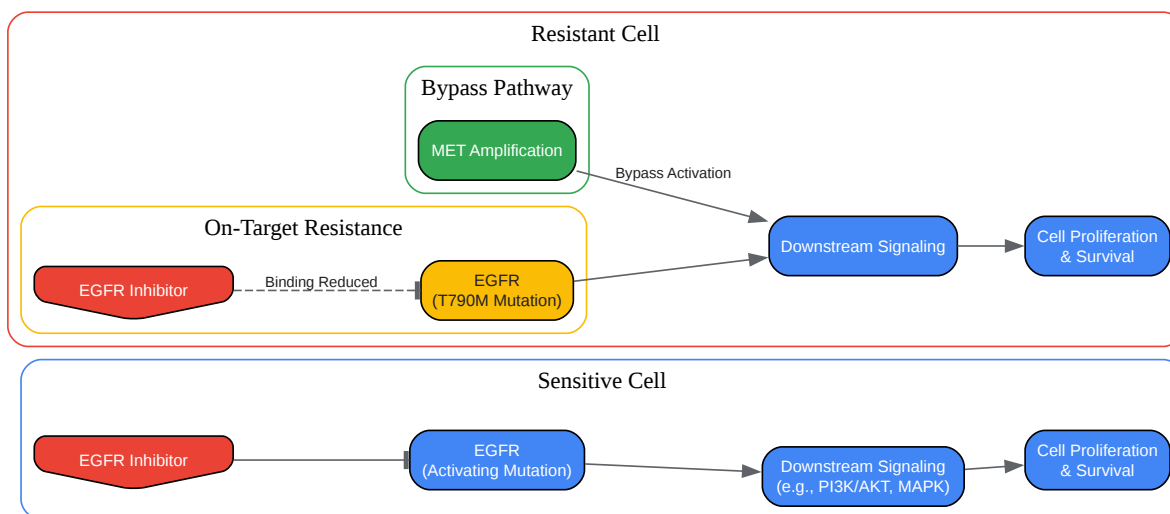 Resistant Cell
Bypass Pathway
MET Amplification
Bypass Activation
On-Target Resistance
EGFR Inhibitor
Binding Reduced
EGFR
(T790M Mutation)
Downstream Signaling
Cell Proliferation
& Survival
Sensitive Cell
EGFR Inhibitor
EGFR
(Activating Mutation)
Downstream Signaling
(e.g., PI3K/AKT, MAPK)
Cell Proliferation
& Survival